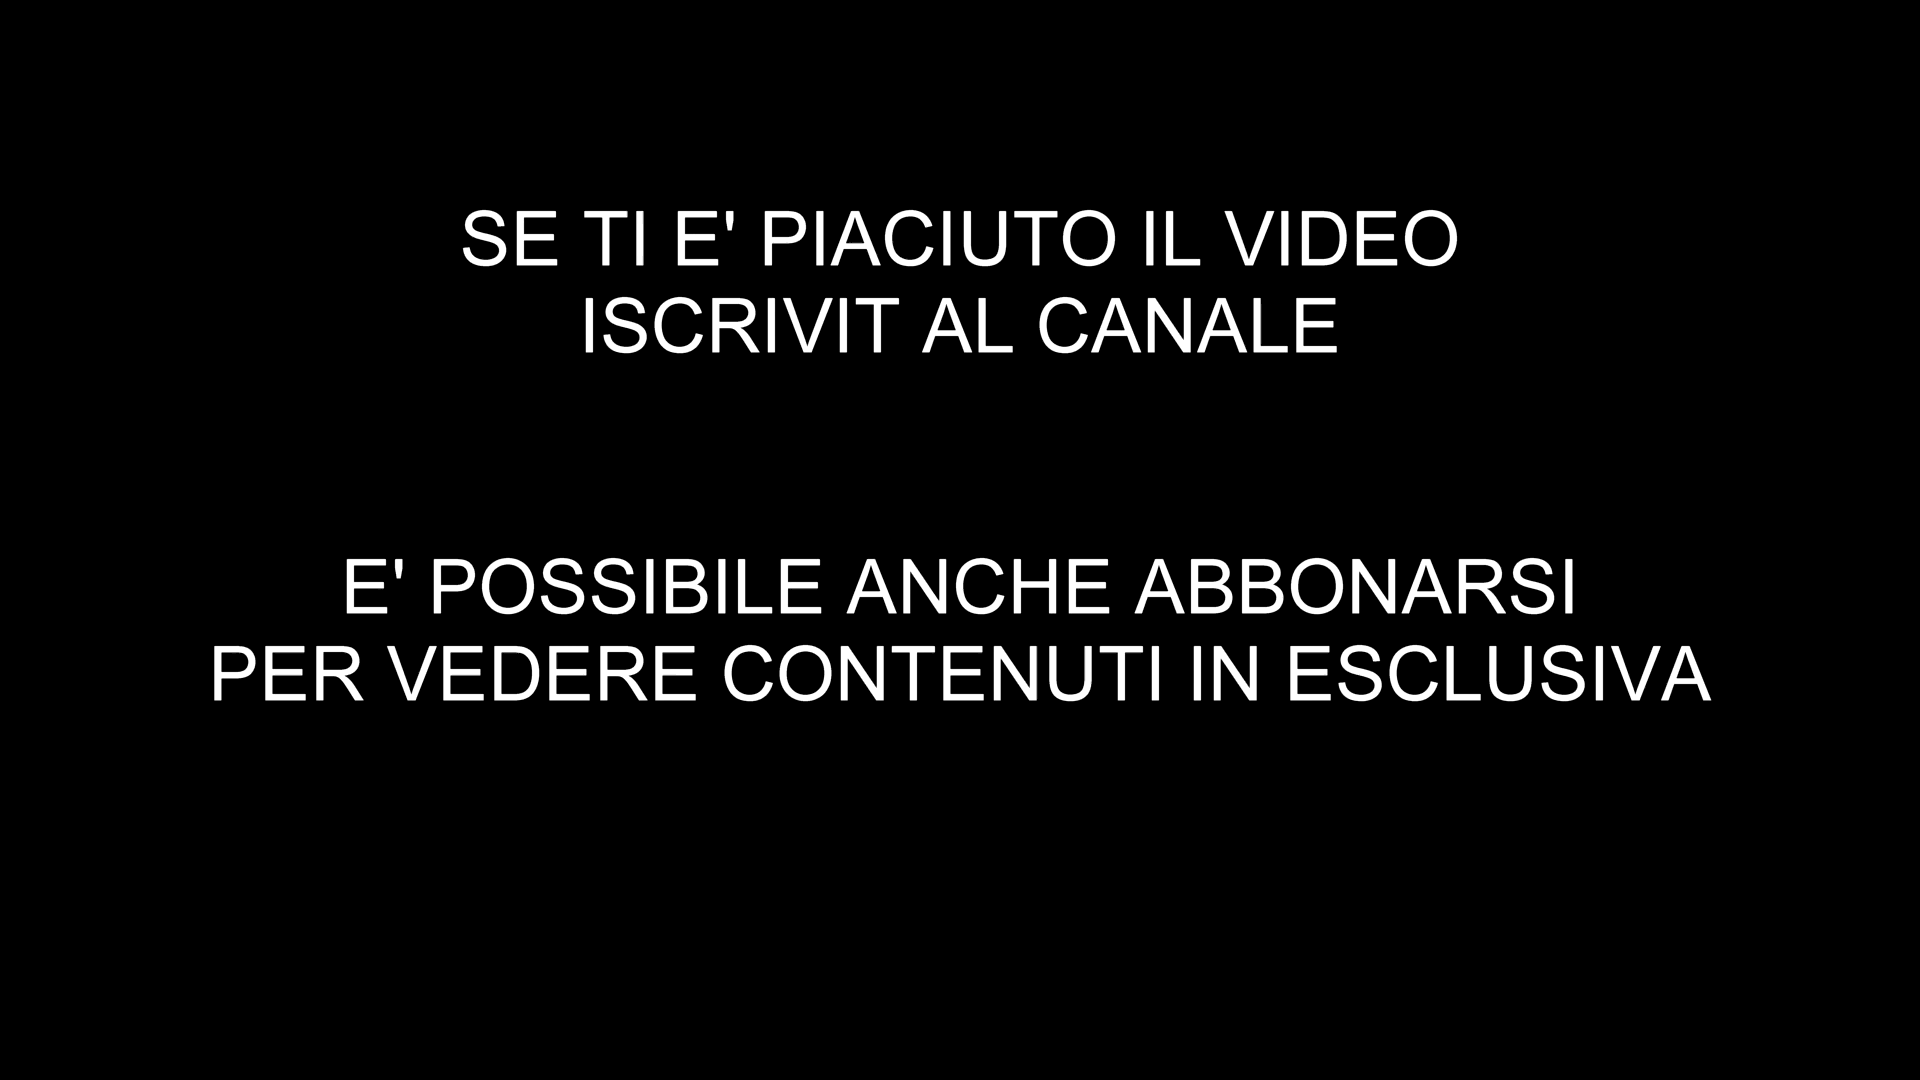 SE TI E' PIACIUTO IL VIDEO
ISCRIVIT AL CANALE
E' POSSIBILE ANCHE ABBONARSI
PER VEDERE CONTENUTI IN ESCLUSIVA